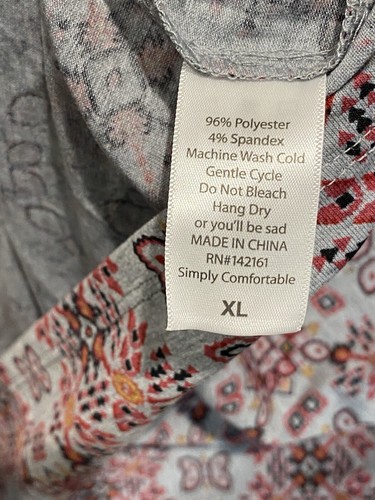 96% Polyester
4% Spandex
Machine Wash Cold
Gentle Cycle
Do Not Bleach
Hang Dry
or you'll be sad
MADE IN CHINA
RN#142161
Simply Comfortable
XL